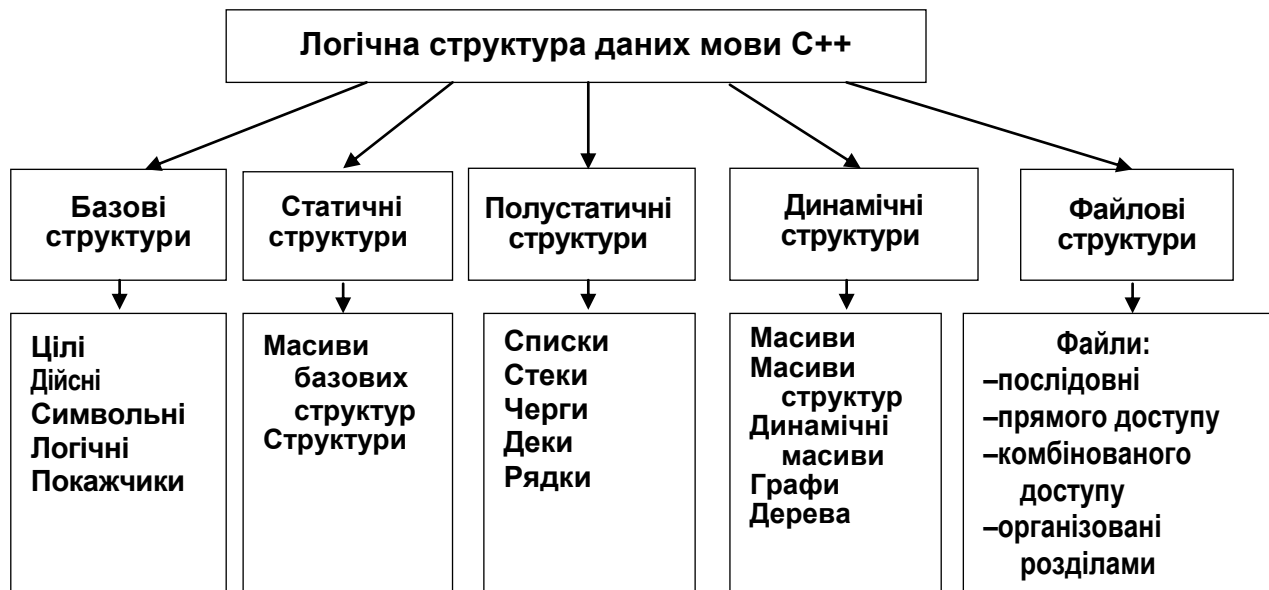 Логічна структура даних мови C++
Базові
структури
Статичні
структури
Полустатичні
структури
Динамічні
структури
Файлові
структури
Цілі
Дійсні
Символьні
Логічні
Покажчики
Масиви
базових
структур
Структури
Списки
Стеки
Черги
Деки
Рядки
Масиви
Масиви
структур
Динамічні
масиви
Графи
Дерева
Файли:
–послідовні
–прямого доступу
–комбінованого
доступу
–організовані
розділами